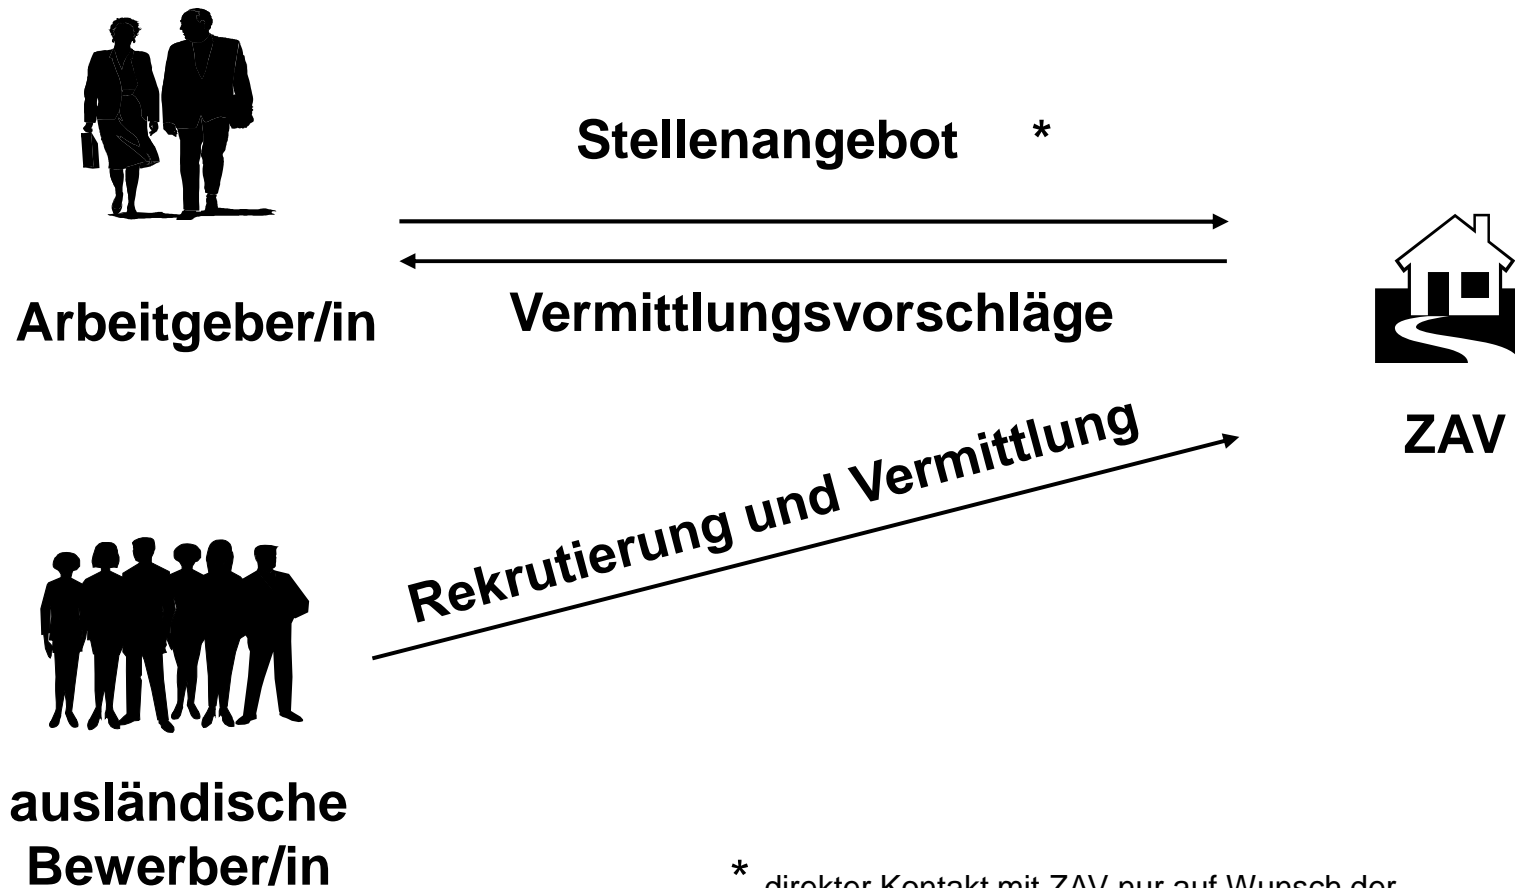 Stellenangebot *
Arbeitgeber/in
Vermittlungsvorschläge
ZAV
Rekrutierung und Vermittlung
ausländische
Bewerber/in
* direkter Kontakt mit ZAV nur auf Wunsch der